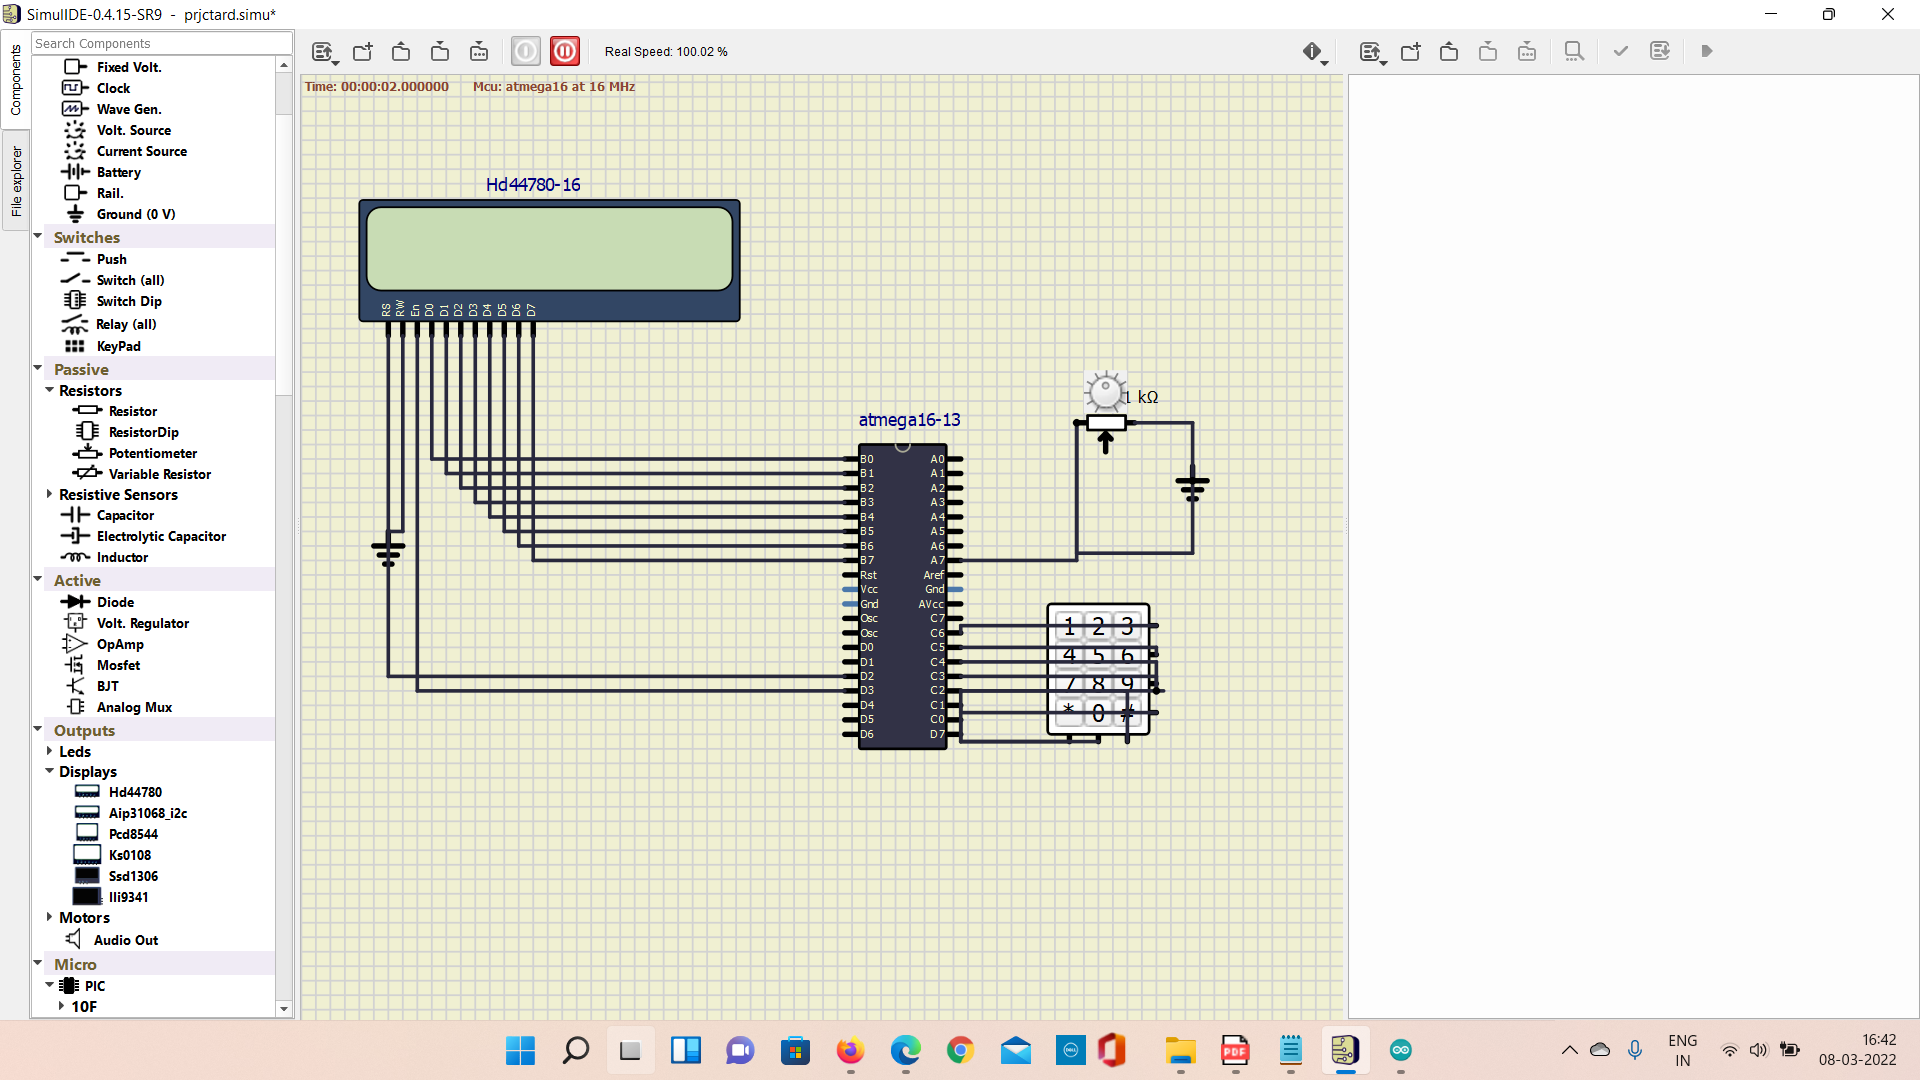 SimulIDE-0.4.15-SR9 - prjctard.simu*
Components
File explorer
Search Components
Fixed Volt.
Clock
Wave Gen.
Volt. Source
Current Source
Battery
Rail.
Ground (0 V)
Switches
Push
Switch (all)
Switch Dip
Relay (all)
KeyPad
Passive
Resistors
Resistor
ResistorDip
Potentiometer
Variable Resistor
Resistive Sensors
Capacitor
Electrolytic Capacitor
Inductor
Active
Diode
Volt. Regulator
OpAmp
Mosfet
BJT
Analog Mux
Outputs
Leds
Displays
Hd44780
Aip31068_i2c
Pcd8544
Ks0108
Ssd1306
Ili9341
Motors
Audio Out
Micro
PIC
10F
Real Speed: 100.02 %
Time: 00:00:02.000000 Mcu: atmega16 at 16 MHz
Hd44780-16
RS RW En D0 D1 D2 D3 D4 D5 D6 D7
1 kΩ
atmega16-13
B0 A0
B1 A1
B2 A2
B3 A3
B4 A4
B5 A5
B6 A6
B7 A7
Rst Aref
Vcc Gnd
Gnd AVcc
Osc C7
Osc C6
D0 C5
D1 C4
D2 C3
D3 C2
D4 C1
D5 C0
D6 D7
1 2 3
4 5 6
7 8 9
* 0 #
DELL
PDF
ENG
IN
16:42
08-03-2022